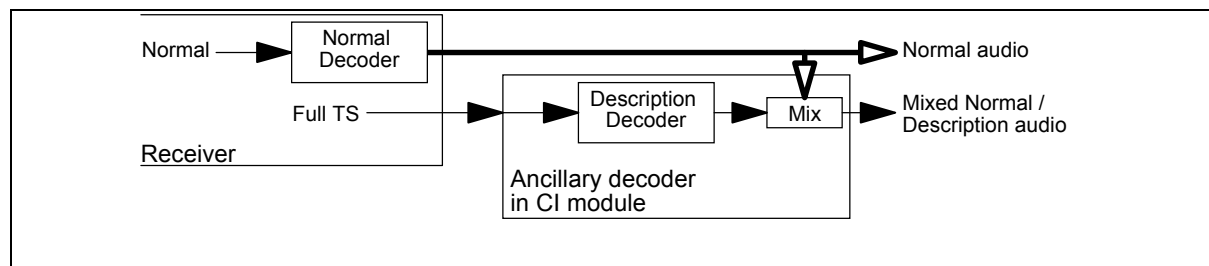 Normal
Normal
Decoder
Normal audio
Full TS
Description
Decoder
Mix
Mixed Normal /
Description audio
Receiver
Ancillary decoder
in CI module